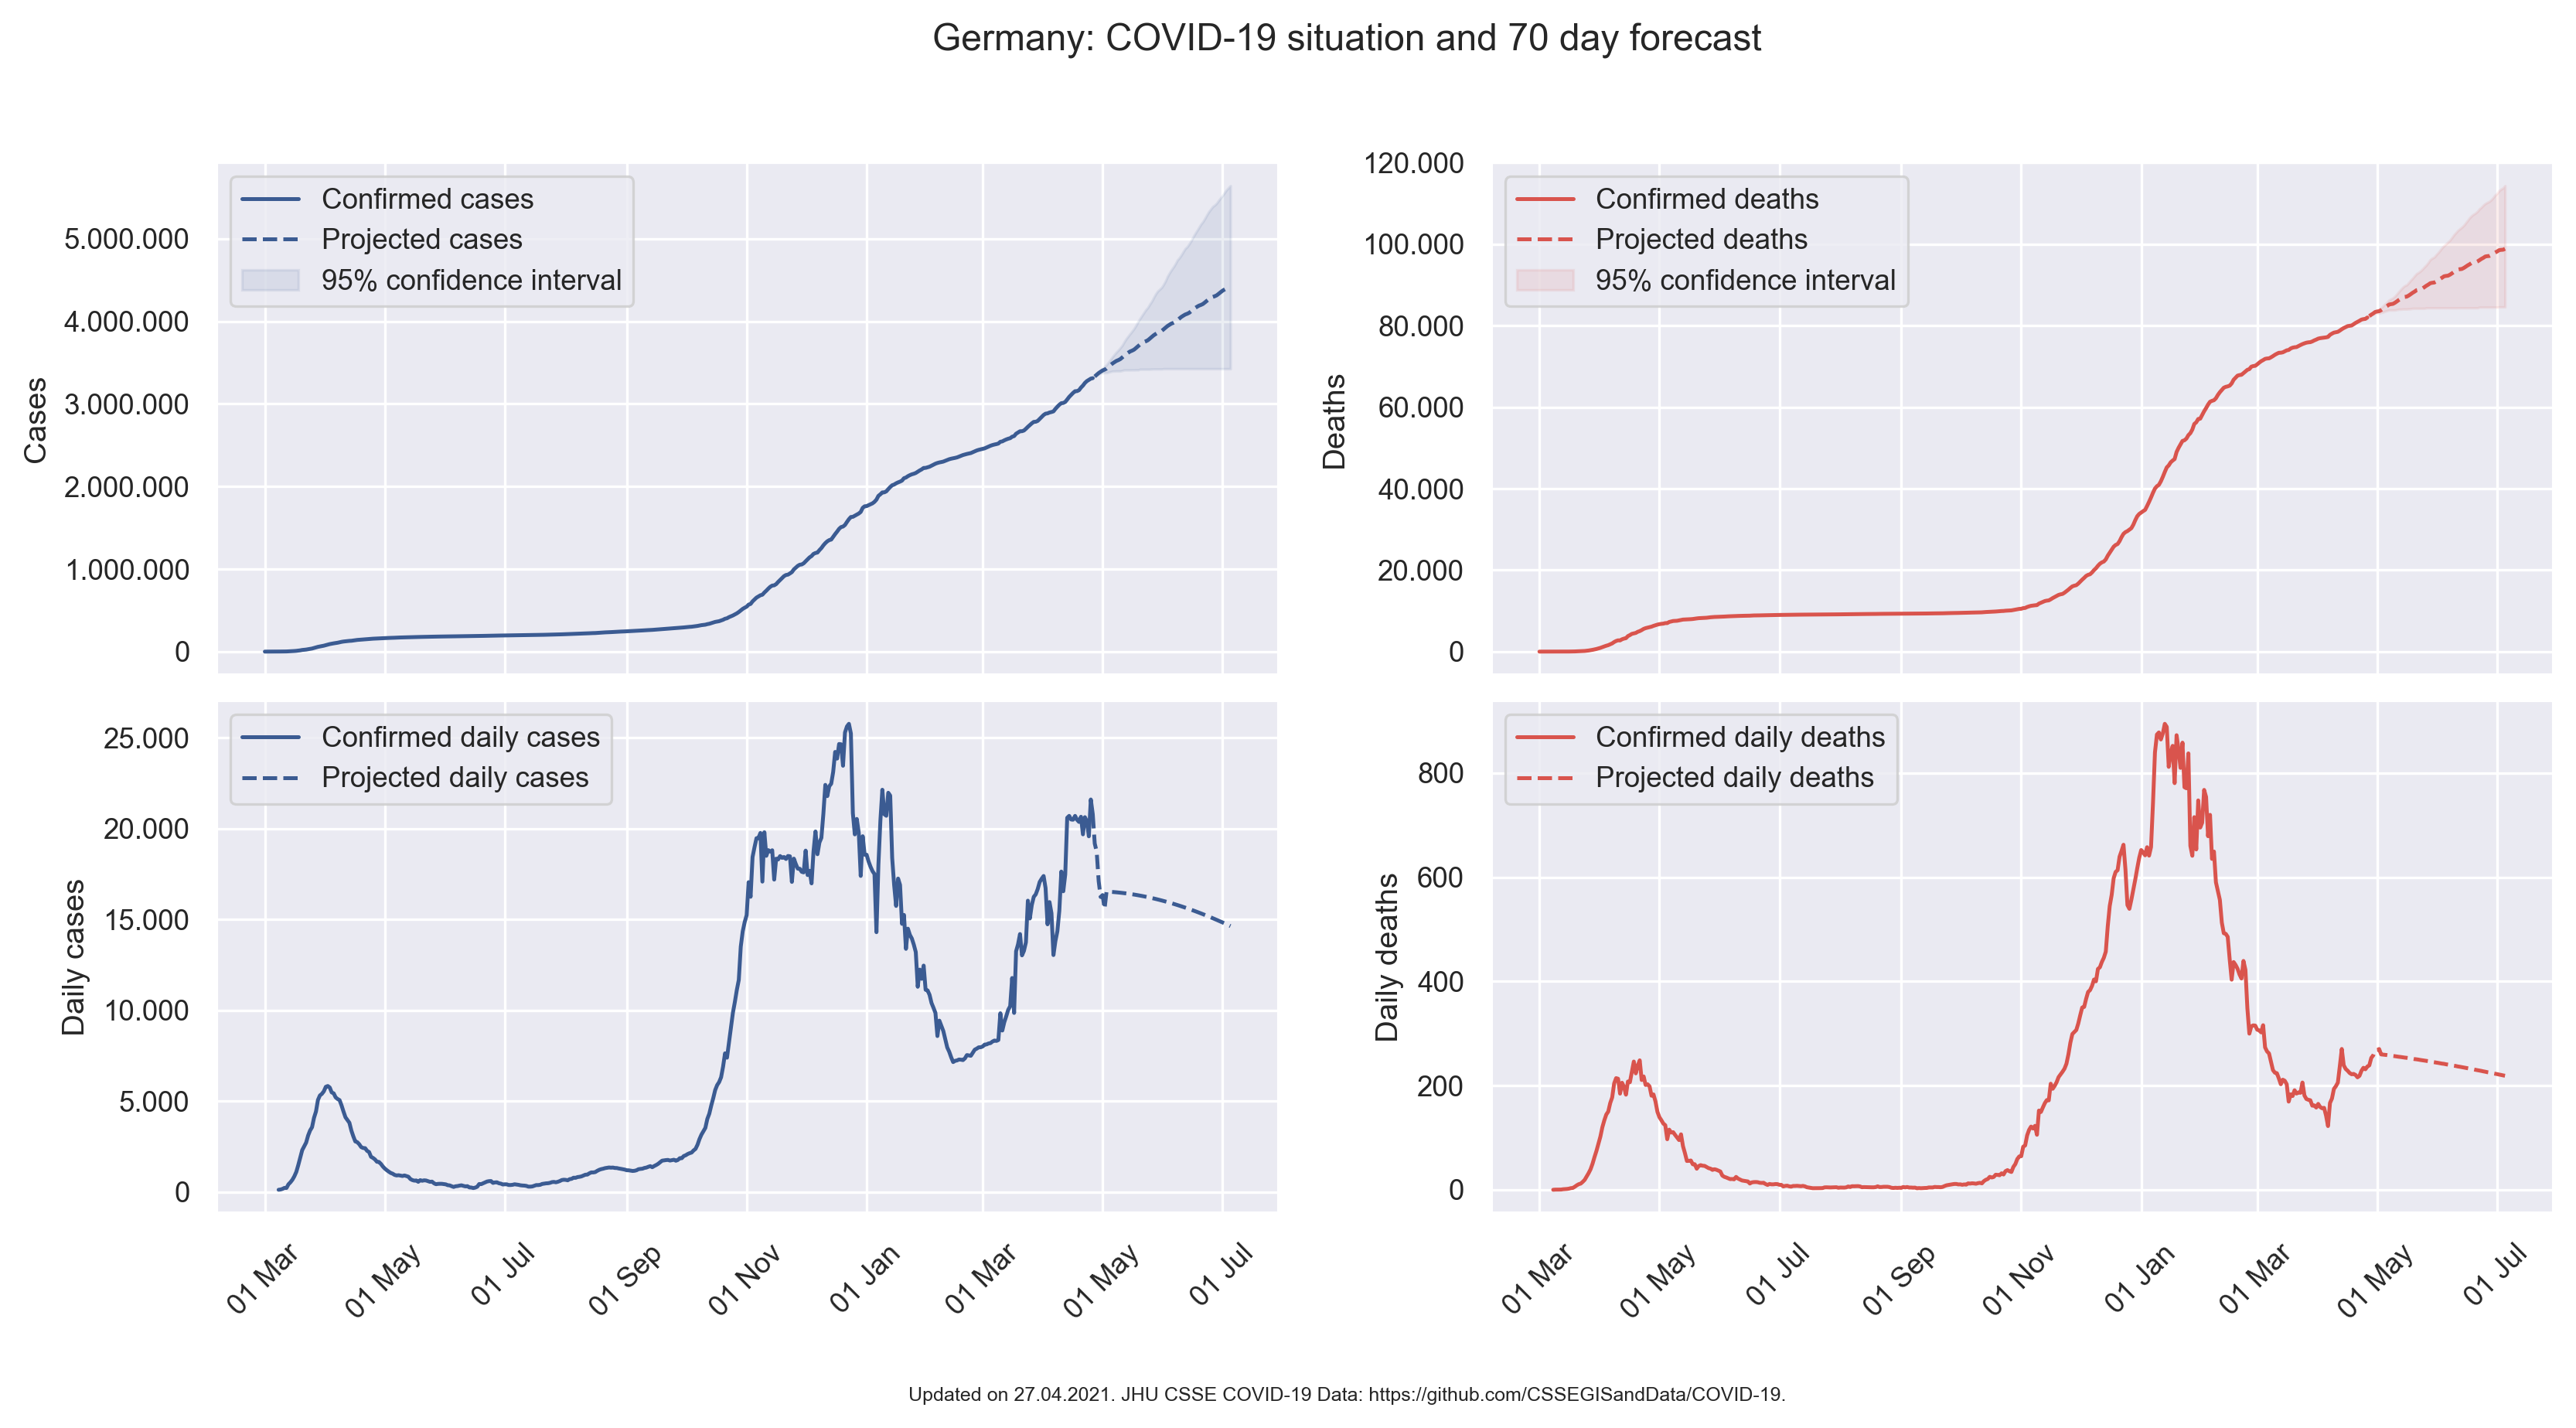 Germany: COVID-19 situation and 70 day forecast
Confirmed cases
Projected cases
95% confidence interval
5.000.000
4.000.000
3.000.000
2.000.000
1.000.000
0
Cases
Confirmed deaths
Projected deaths
95% confidence interval
120.000
100.000
80.000
60.000
40.000
20.000
0
Deaths
Confirmed daily cases
Projected daily cases
25.000
20.000
15.000
10.000
5.000
0
Daily cases
01 Mar
01 May
01 Jul
01 Sep
01 Nov
01 Jan
01 Mar
01 May
01 Jul
Confirmed daily deaths
Projected daily deaths
800
600
400
200
0
Daily deaths
01 Mar
01 May
01 Jul
01 Sep
01 Nov
01 Jan
01 Mar
01 May
01 Jul
Updated on 27.04.2021. JHU CSSE COVID-19 Data: https://github.com/CSSEGISandData/COVID-19.